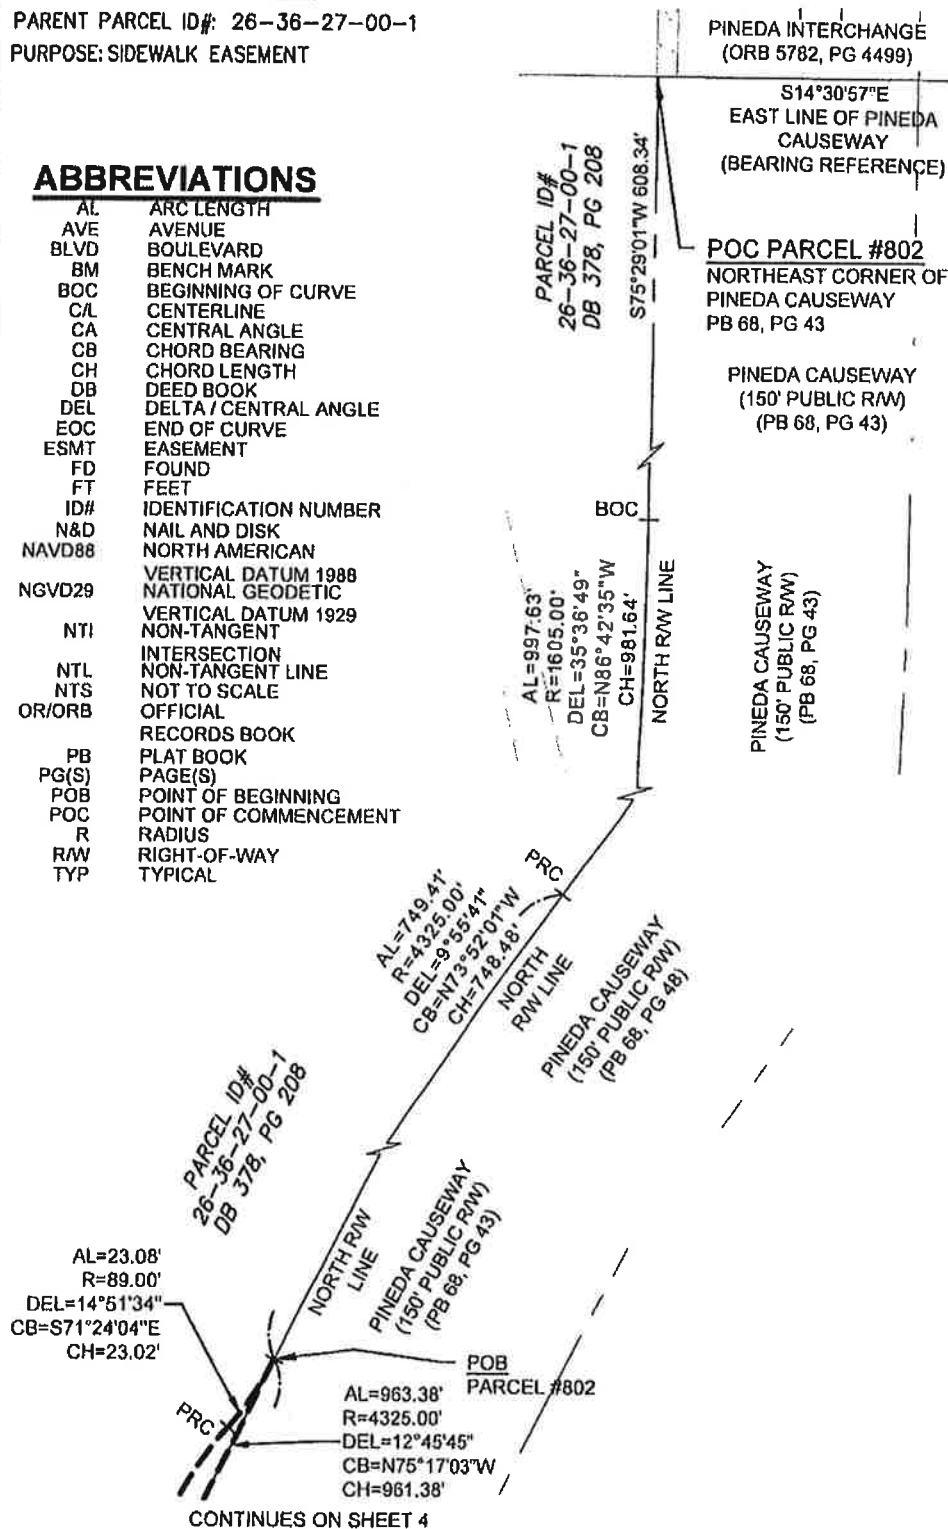 PARENT PARCEL ID#: 26-36-27-00-1
PURPOSE: SIDEWALK EASEMENT
PINEDA INTERCHANGE
(ORB 5782, PG 4499)
S14°30'57"E
EAST LINE OF PINEDA
CAUSEWAY
(BEARING REFERENCE)
PARCEL ID#
26-36-27-00-1
DB 378, PG 208
S75°29'01"W 608.34'
POC PARCEL #802
NORTHEAST CORNER OF
PINEDA CAUSEWAY
PB 68, PG 43
PINEDA CAUSEWAY
(150' PUBLIC R/W)
(PB 68, PG 43)
ABBREVIATIONS
AL ARC LENGTH
AVE AVENUE
BLVD BOULEVARD
BM BENCH MARK
BOC BEGINNING OF CURVE
C/L CENTERLINE
CA CENTRAL ANGLE
CB CHORD BEARING
CH CHORD LENGTH
DB DEED BOOK
DEL DELTA / CENTRAL ANGLE
EOC END OF CURVE
ESMT EASEMENT
FD FOUND
FT FEET
ID# IDENTIFICATION NUMBER
N&D NAIL AND DISK
NAVD88 NORTH AMERICAN
VERTICAL DATUM 1988
NGVD29 NATIONAL GEODETIC
VERTICAL DATUM 1929
NTI NON-TANGENT
INTERSECTION
NTL NON-TANGENT LINE
NTS NOT TO SCALE
OR/ORB OFFICIAL
RECORDS BOOK
PB PLAT BOOK
PG(S) PAGE(S)
POB POINT OF BEGINNING
POC POINT OF COMMENCEMENT
R RADIUS
R/W RIGHT-OF-WAY
TYP TYPICAL
BOC
AL=997.63'
R=1605.00'
DEL=35°36'49"
CB=N86°42'35"W
CH=981.64'
NORTH R/W LINE
PINEDA CAUSEWAY
(150' PUBLIC R/W)
(PB 68, PG 43)
PRC
AL=749.41'
R=4325.00'
DEL=9°55'41"
CB=N73°52'01"W
CH=748.48'
NORTH
R/W LINE
PINEDA CAUSEWAY
(150' PUBLIC R/W)
(PB 68, PG 48)
PARCEL ID#
26-36-27-00-1
DB 378, PG 208
NORTH R/W
LINE
PINEDA CAUSEWAY
(150' PUBLIC R/W)
(PB 68, PG 43)
AL=23.08'
R=89.00'
DEL=14°51'34"
CB=S71°24'04"E
CH=23.02'
POB
PARCEL #802
PRC
AL=963.38'
R=4325.00'
DEL=12°45'45"
CB=N75°17'03"W
CH=961.38'
CONTINUES ON SHEET 4